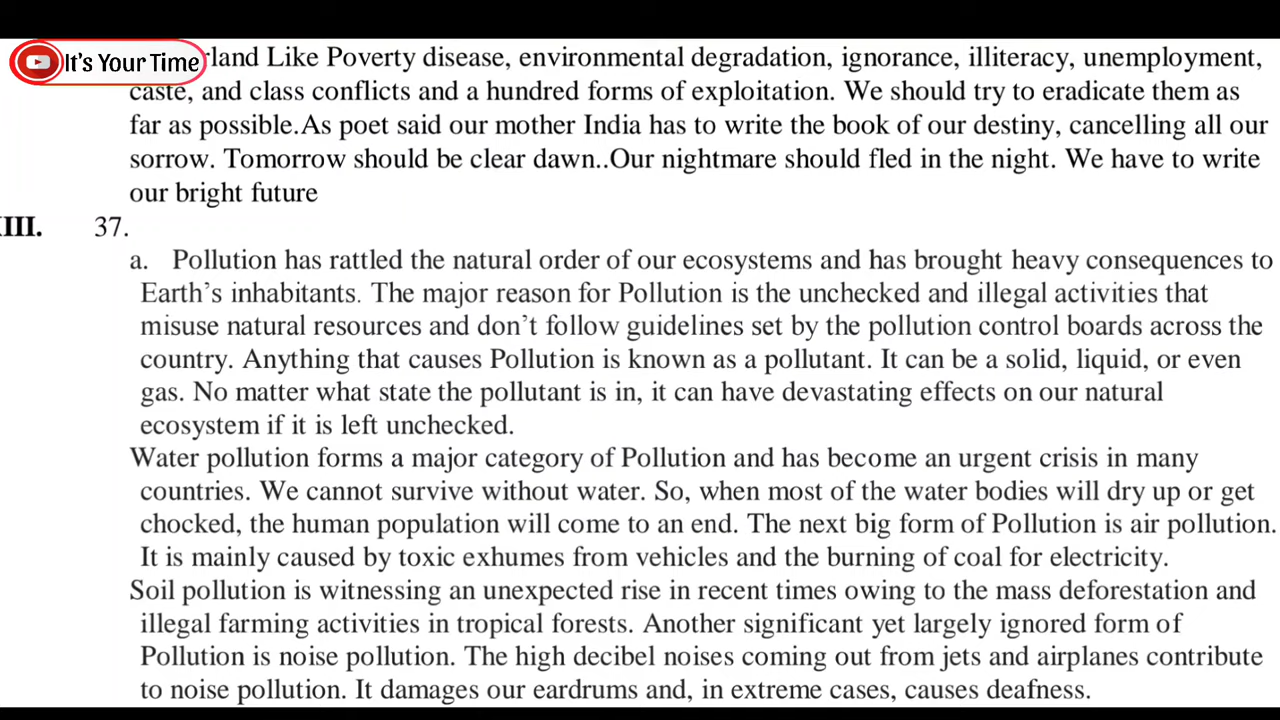 It's Your Time
rland Like Poverty disease, environmental degradation, ignorance, illiteracy, unemployment,
caste, and class conflicts and a hundred forms of exploitation. We should try to eradicate them as
far as possible.As poet said our mother India has to write the book of our destiny, cancelling all our
sorrow. Tomorrow should be clear dawn..Our nightmare should fled in the night. We have to write
our bright future
III. 37.
a. Pollution has rattled the natural order of our ecosystems and has brought heavy consequences to
Earth’s inhabitants. The major reason for Pollution is the unchecked and illegal activities that
misuse natural resources and don’t follow guidelines set by the pollution control boards across the
country. Anything that causes Pollution is known as a pollutant. It can be a solid, liquid, or even
gas. No matter what state the pollutant is in, it can have devastating effects on our natural
ecosystem if it is left unchecked.
Water pollution forms a major category of Pollution and has become an urgent crisis in many
countries. We cannot survive without water. So, when most of the water bodies will dry up or get
chocked, the human population will come to an end. The next big form of Pollution is air pollution.
It is mainly caused by toxic exhumes from vehicles and the burning of coal for electricity.
Soil pollution is witnessing an unexpected rise in recent times owing to the mass deforestation and
illegal farming activities in tropical forests. Another significant yet largely ignored form of
Pollution is noise pollution. The high decibel noises coming out from jets and airplanes contribute
to noise pollution. It damages our eardrums and, in extreme cases, causes deafness.